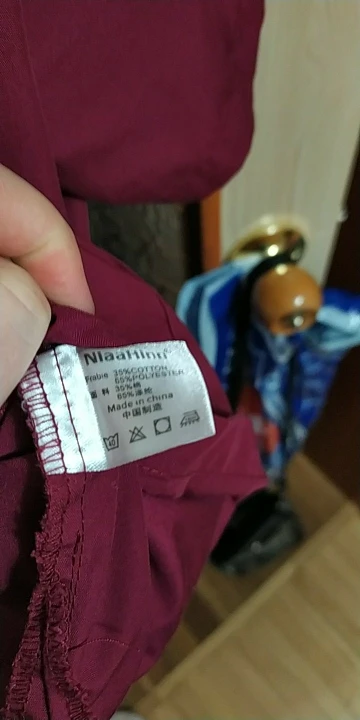 NiaaHinn
Frabie 35%COTTON
65%POLYESTER
面 料 35%棉
65%涤纶
Made in china
中国制造